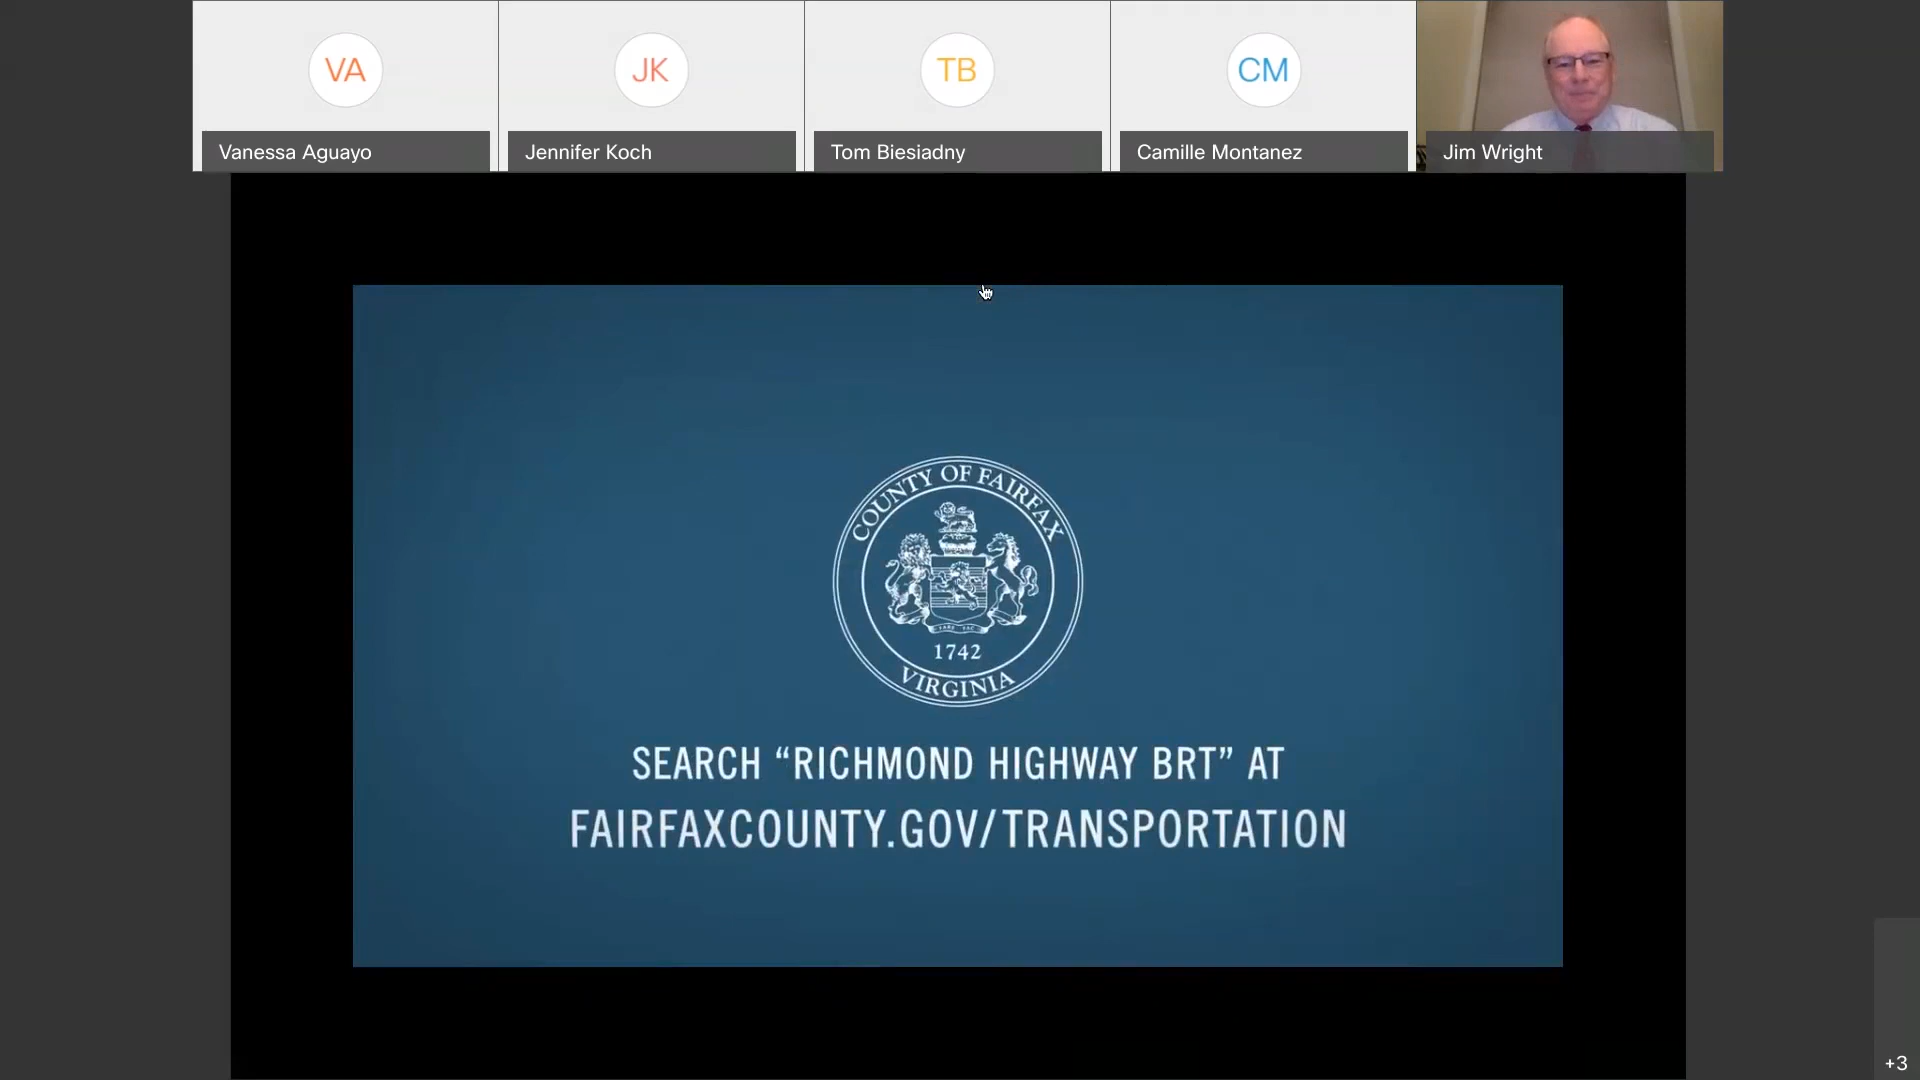 VA
JK
TB
CM
Vanessa Aguayo
Jennifer Koch
Tom Biesiadny
Camille Montanez
Jim Wright
COUNTY OF FAIRFAX
1742
VIRGINIA
SEARCH “RICHMOND HIGHWAY BRT” AT
FAIRFAXCOUNTY.GOV/TRANSPORTATION
+3